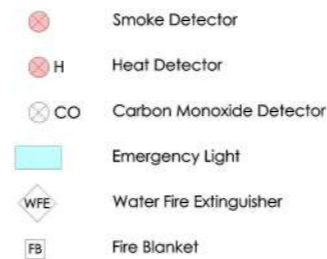 Smoke Detector
H Heat Detector
CO Carbon Monoxide Detector
Emergency Light
WFE Water Fire Extinguisher
FB Fire Blanket